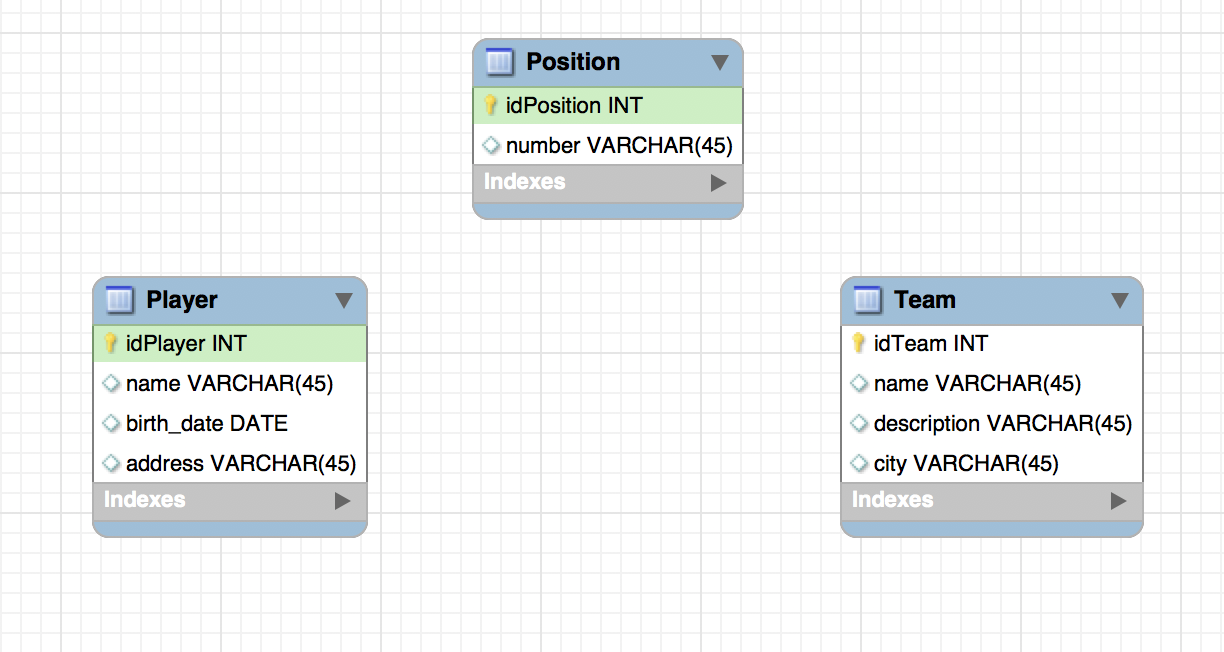 Position
idPosition INT
number VARCHAR(45)
Indexes
Player
idPlayer INT
name VARCHAR(45)
birth_date DATE
address VARCHAR(45)
Indexes
Team
idTeam INT
name VARCHAR(45)
description VARCHAR(45)
city VARCHAR(45)
Indexes